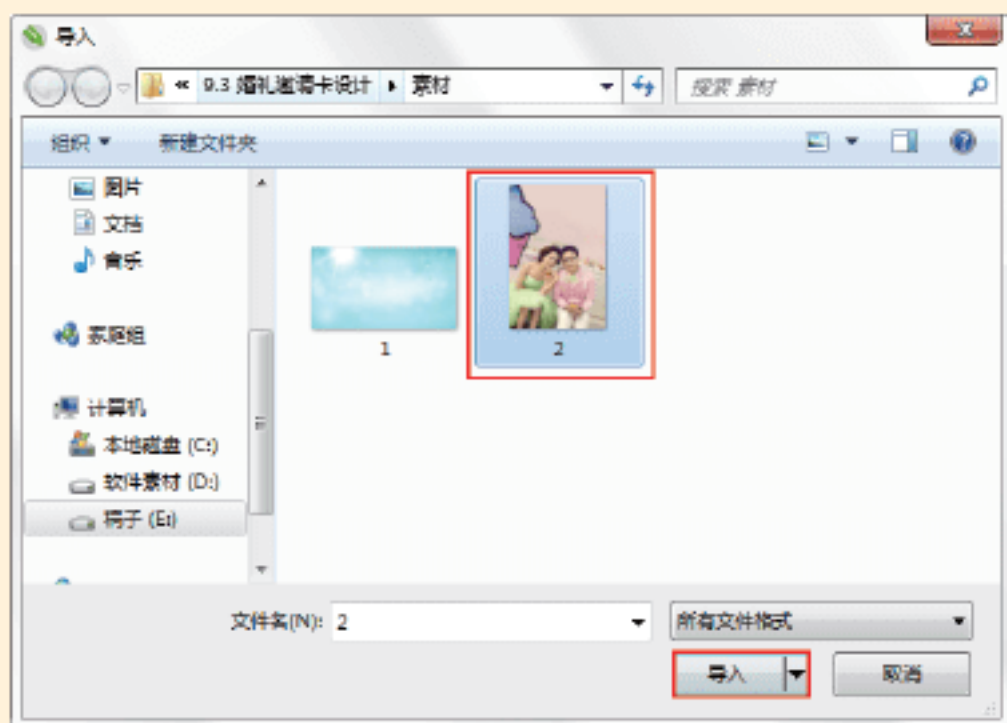 导入
« 9.3 婚礼邀请卡设计 ▸ 素材
搜索 素材
组织 新建文件夹
图片
文档
音乐
家庭组
计算机
本地磁盘 (C:)
软件素材 (D:)
稿子 (E:)
1
2
文件名(N): 2
所有文件格式
导入
取消